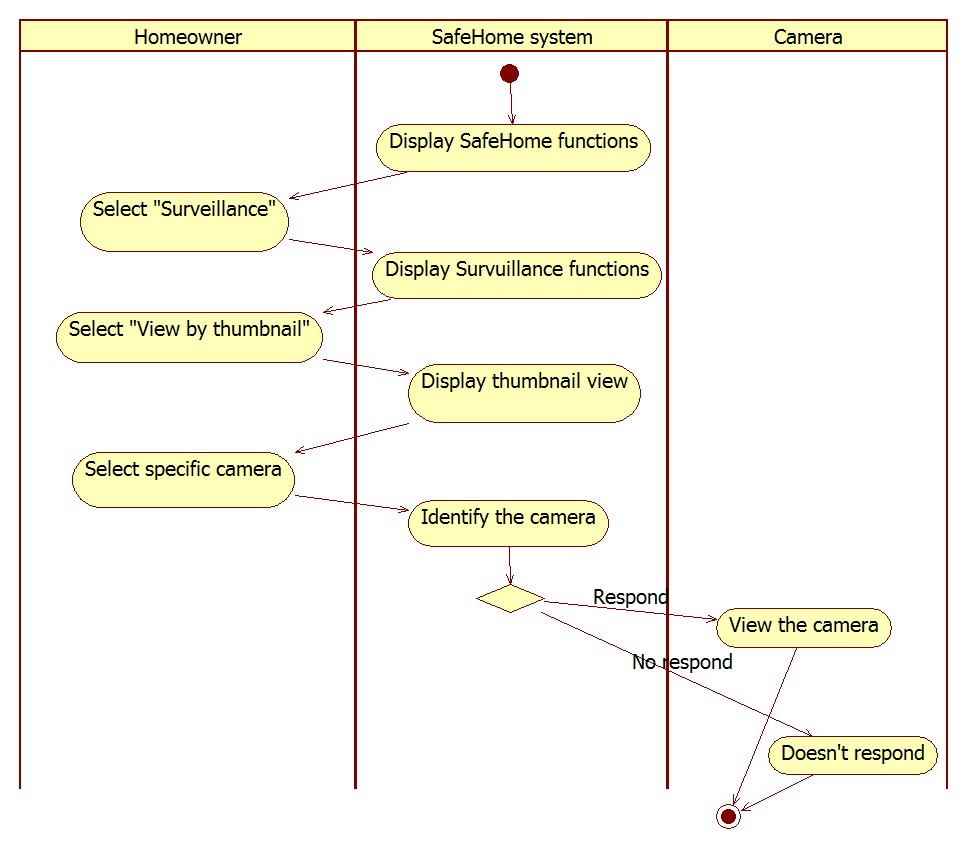 Homeowner
SafeHome system
Camera
Display SafeHome functions
Select "Surveillance"
Display Survuillance functions
Select "View by thumbnail"
Display thumbnail view
Select specific camera
Identify the camera
Respond
View the camera
No respond
Doesn't respond